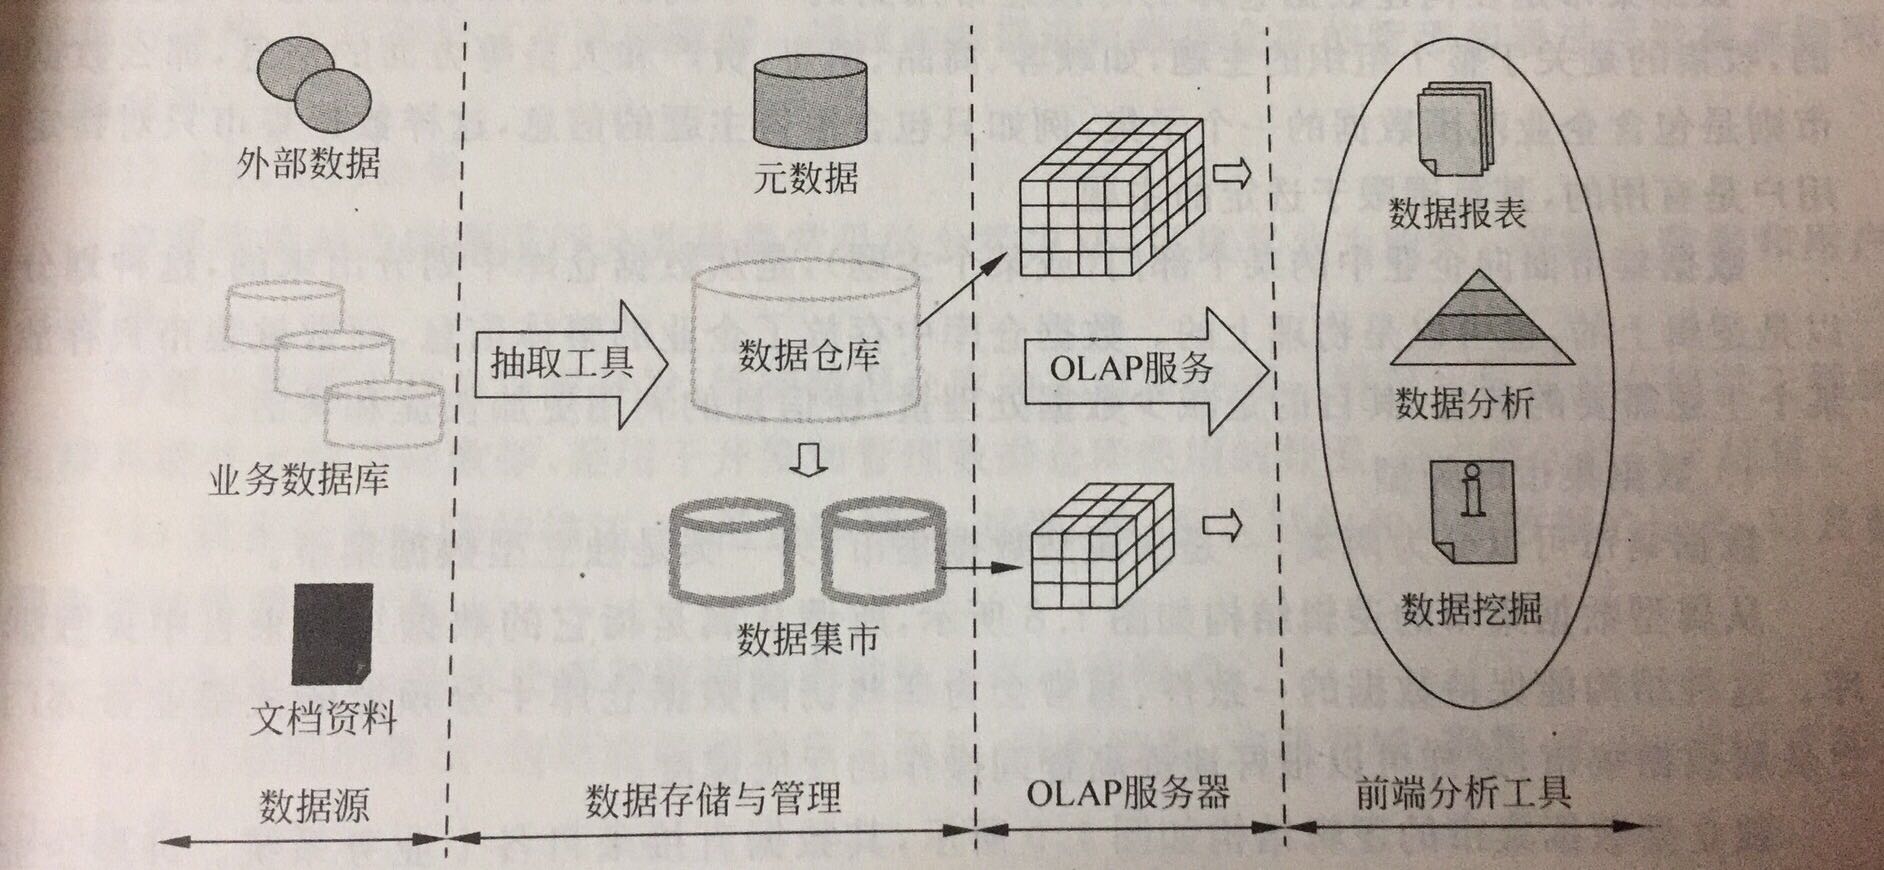 外部数据
元数据
数据报表
业务数据库
抽取工具
数据仓库
OLAP服务
数据分析
数据集市
数据挖掘
文档资料
数据源
数据存储与管理
OLAP服务器
前端分析工具